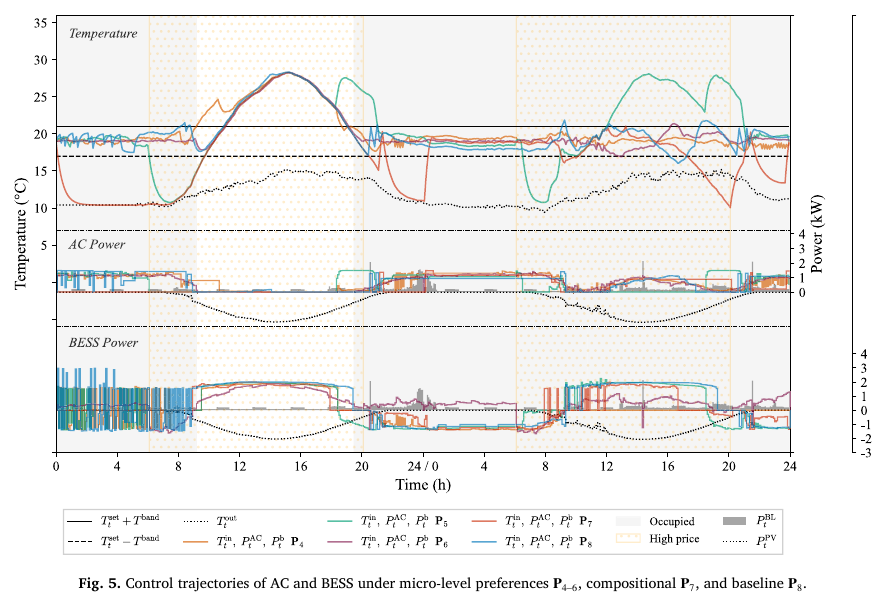 35
30
25
20
15
10
5
Temperature (°C)
Temperature
AC Power
BESS Power
4
3
2
1
0
Power (kW)
4
3
2
1
0
-1
-2
-3
0 4 8 12 16 20 24 / 0 4 8 12 16 20 24
Time (h)
T_t^set + T^band T_t^out T_t^in, P_t^AC, P_t^b P_5 T_t^in, P_t^AC, P_t^b P_7 Occupied P_t^BL
T_t^set − T^band T_t^in, P_t^AC, P_t^b P_4 T_t^in, P_t^AC, P_t^b P_6 T_t^in, P_t^AC, P_t^b P_8 High price P_t^PV
Fig. 5. Control trajectories of AC and BESS under micro-level preferences P_4–6, compositional P_7, and baseline P_8.